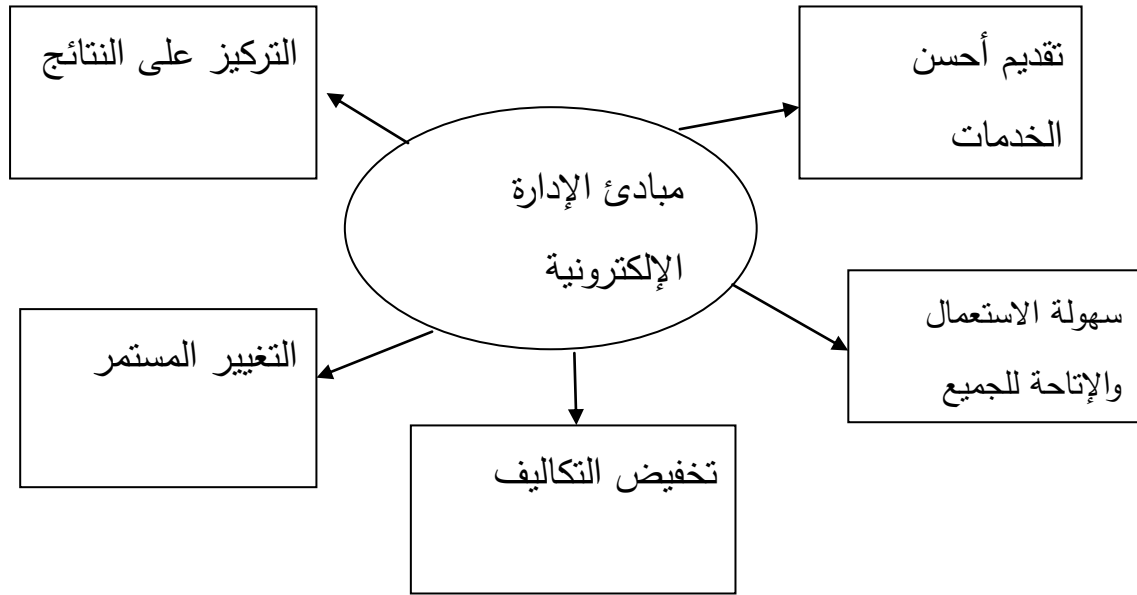 تقديم أحسن
الخدمات
التركيز على النتائج
مبادئ الإدارة
الإلكترونية
سهولة الاستعمال
والإتاحة للجميع
التغيير المستمر
تخفيض التكاليف